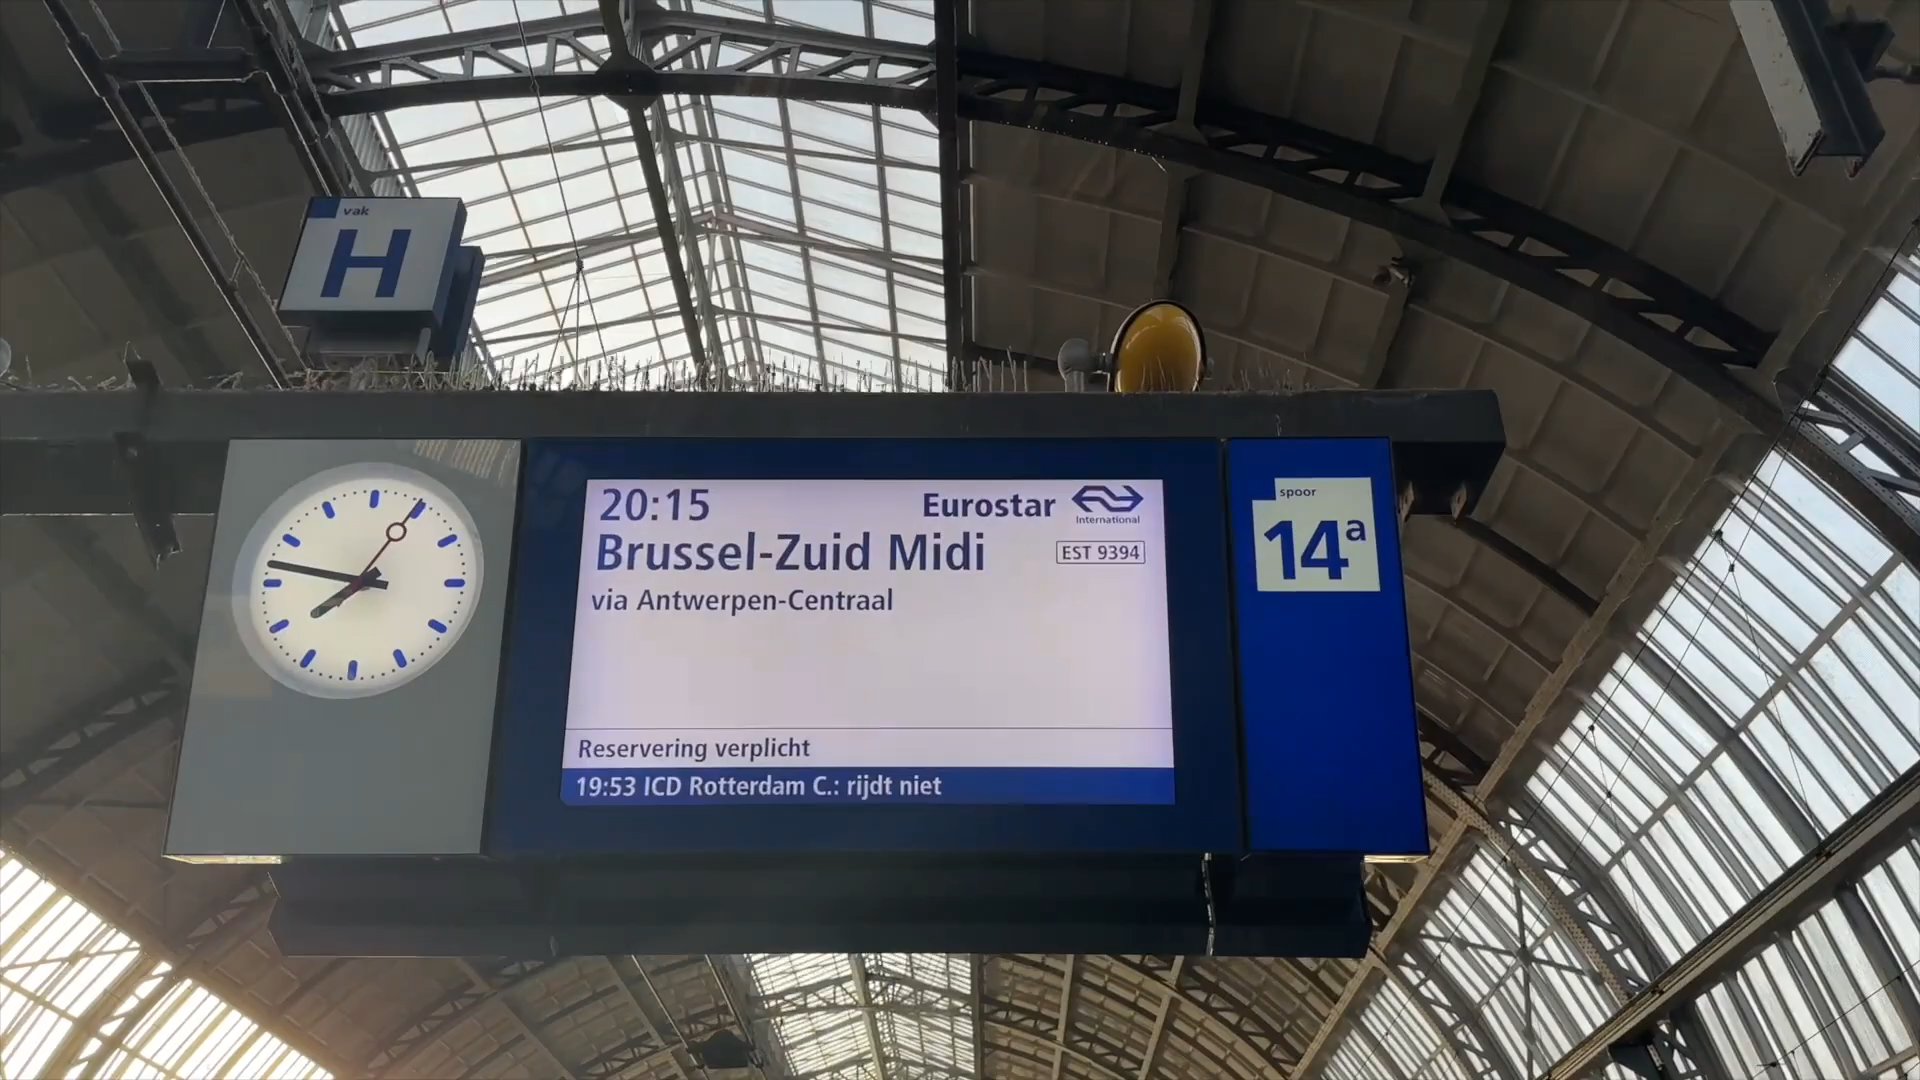 vak
H
20:15
Eurostar
International
Brussel-Zuid Midi
EST 9394
via Antwerpen-Centraal
Reservering verplicht
19:53 ICD Rotterdam C.: rijdt niet
spoor
14a